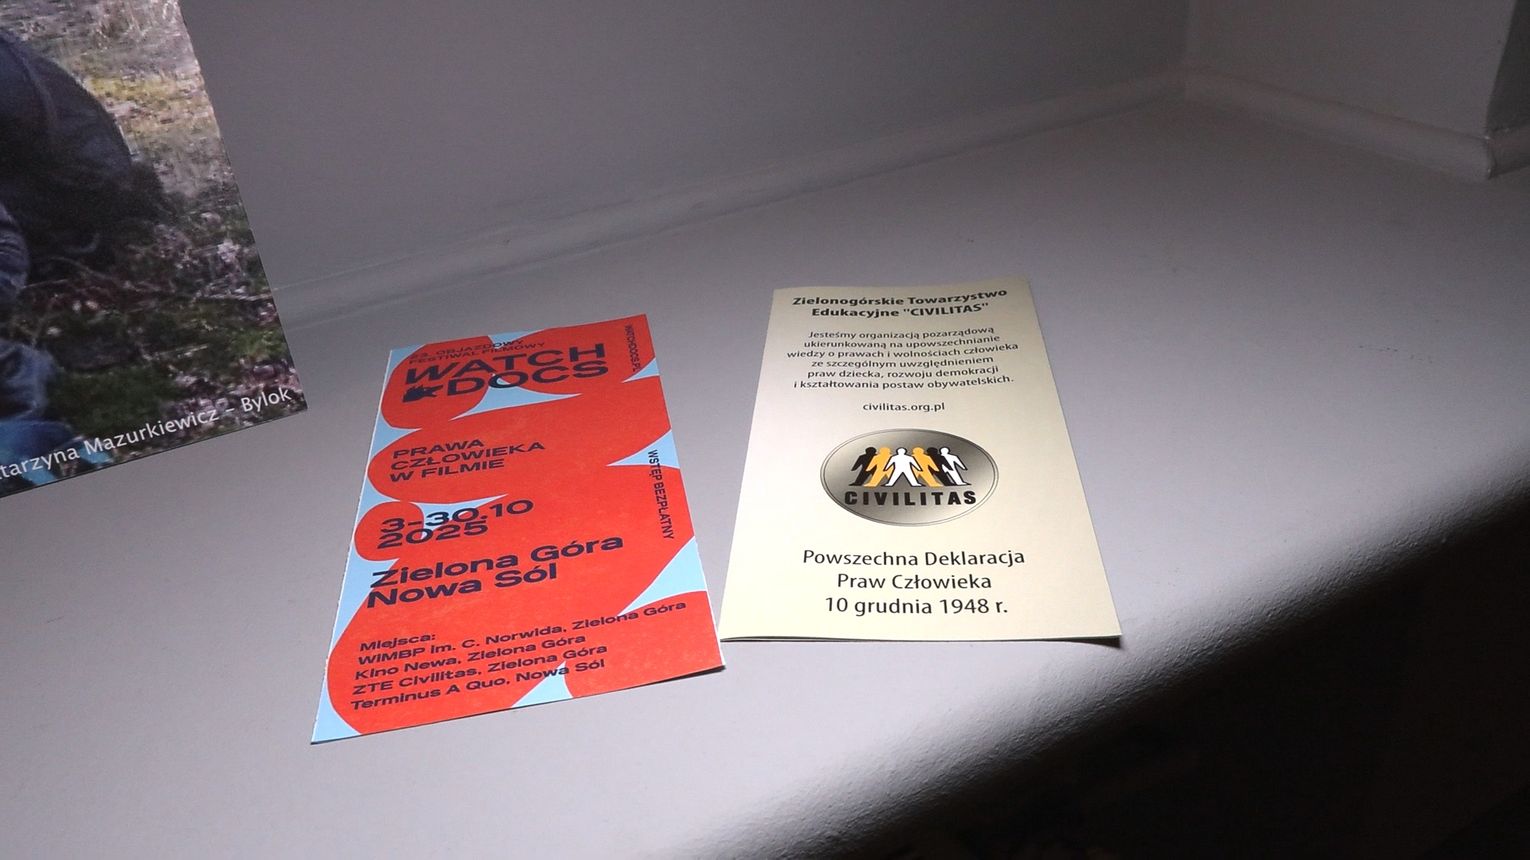 Mazurkiewicz – Bylok
23. OBJAZDOWY
FESTIWAL FILMOWY
WATCH
DOCS
WATCHDOCS.PL
PRAWA
CZŁOWIEKA
W FILMIE
WSTĘP BEZPŁATNY
3–30.10
2025
Zielona Góra
Nowa Sól
Miejsca:
WiMBP im. C. Norwida, Zielona Góra
Kino Newa, Zielona Góra
ZTE Civilitas, Zielona Góra
Terminus A Quo, Nowa Sól
Zielonogórskie Towarzystwo
Edukacyjne "CIVILITAS"
Jesteśmy organizacją pozarządową
ukierunkowaną na upowszechnianie
wiedzy o prawach i wolnościach człowieka
ze szczególnym uwzględnieniem
praw dziecka, rozwoju demokracji
i kształtowania postaw obywatelskich.
civilitas.org.pl
CIVILITAS
Powszechna Deklaracja
Praw Człowieka
10 grudnia 1948 r.